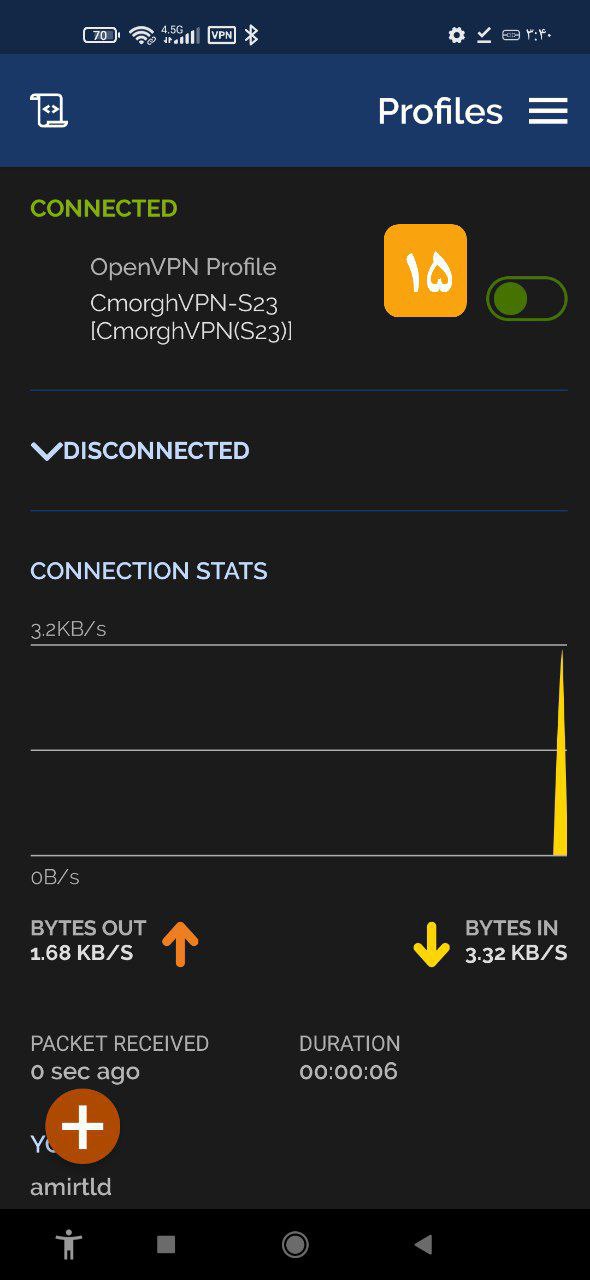 70
4.5G
VPN
۳:۴۰
Profiles
CONNECTED
OpenVPN Profile
CmorghVPN-S23
[CmorghVPN(S23)]
۱۵
DISCONNECTED
CONNECTION STATS
3.2KB/s
0B/s
BYTES OUT
1.68 KB/S
BYTES IN
3.32 KB/S
PACKET RECEIVED
0 sec ago
DURATION
00:00:06
amirtld